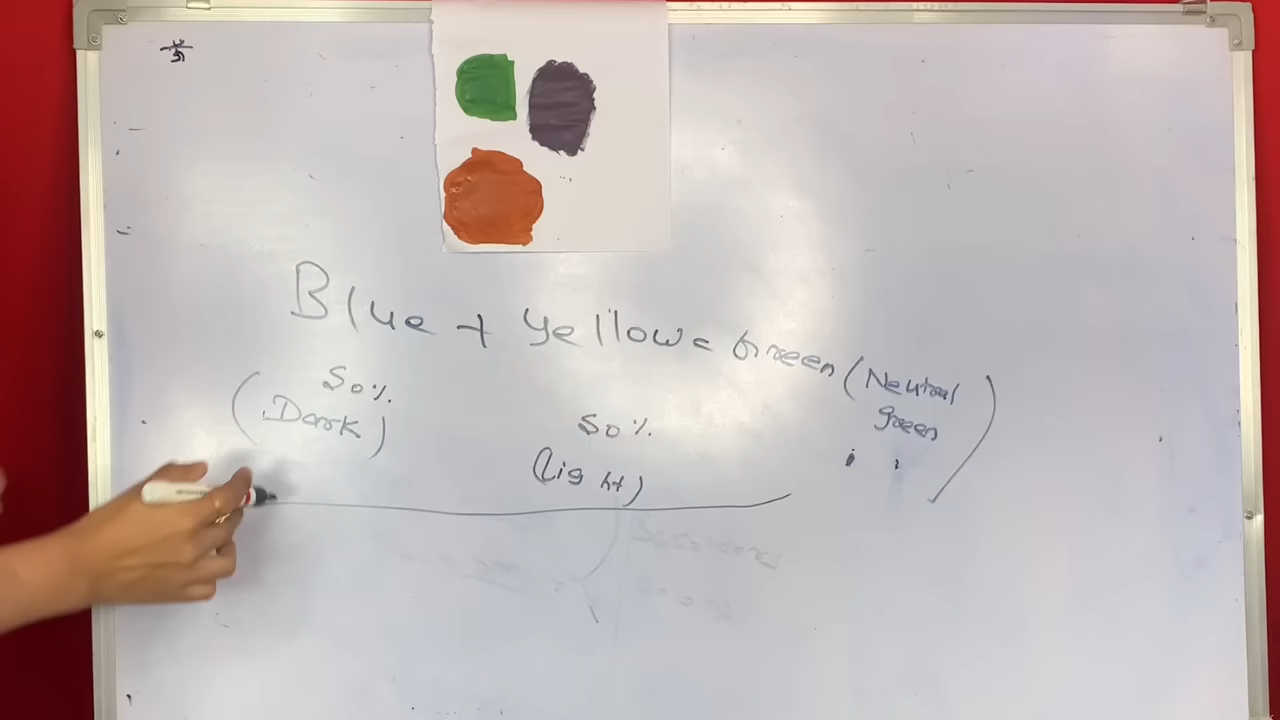 Blue + Yellow = Green (Neutral
green)
50%
(Dark)
50%
(Light)